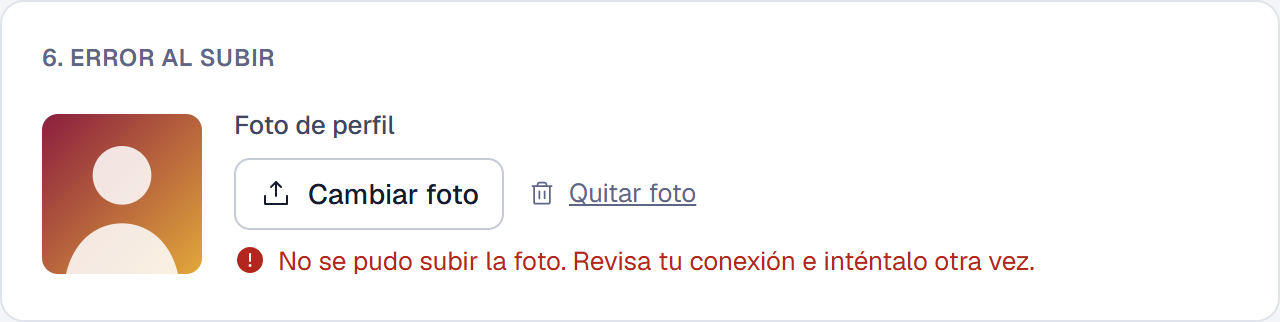 6. ERROR AL SUBIR
Foto de perfil
Cambiar foto
Quitar foto
No se pudo subir la foto. Revisa tu conexión e inténtalo otra vez.